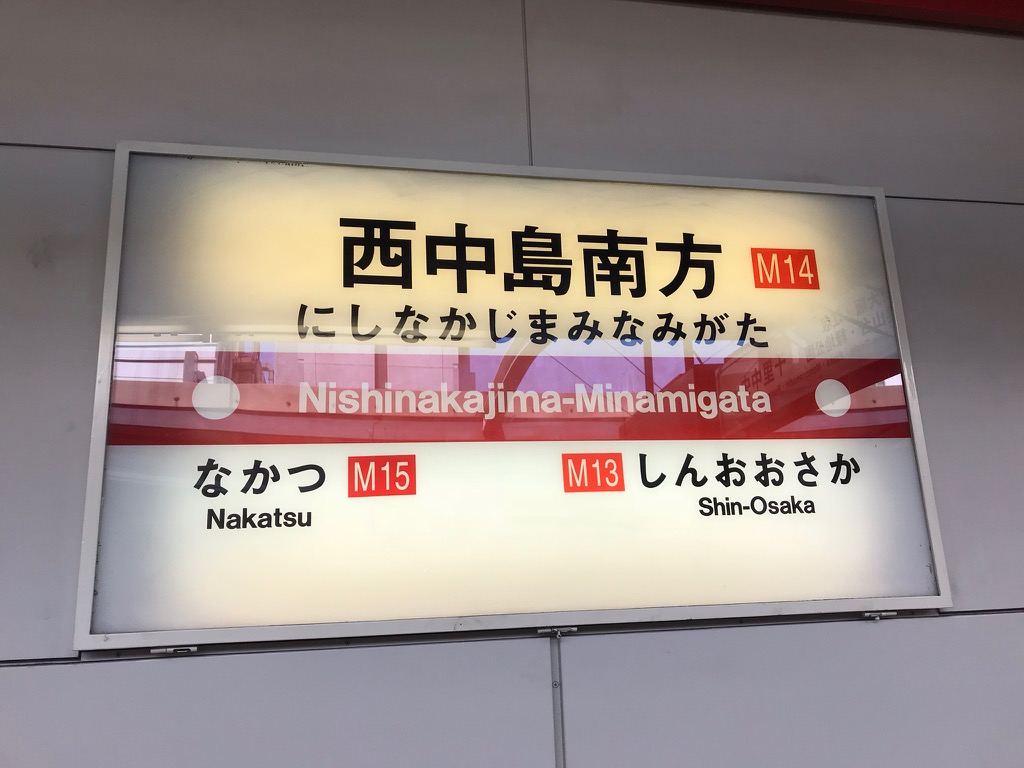 西中島南方 M14
にしなかじまみなみがた
Nishinakajima-Minamigata
なかつ M15
Nakatsu
M13 しんおおさか
Shin-Osaka